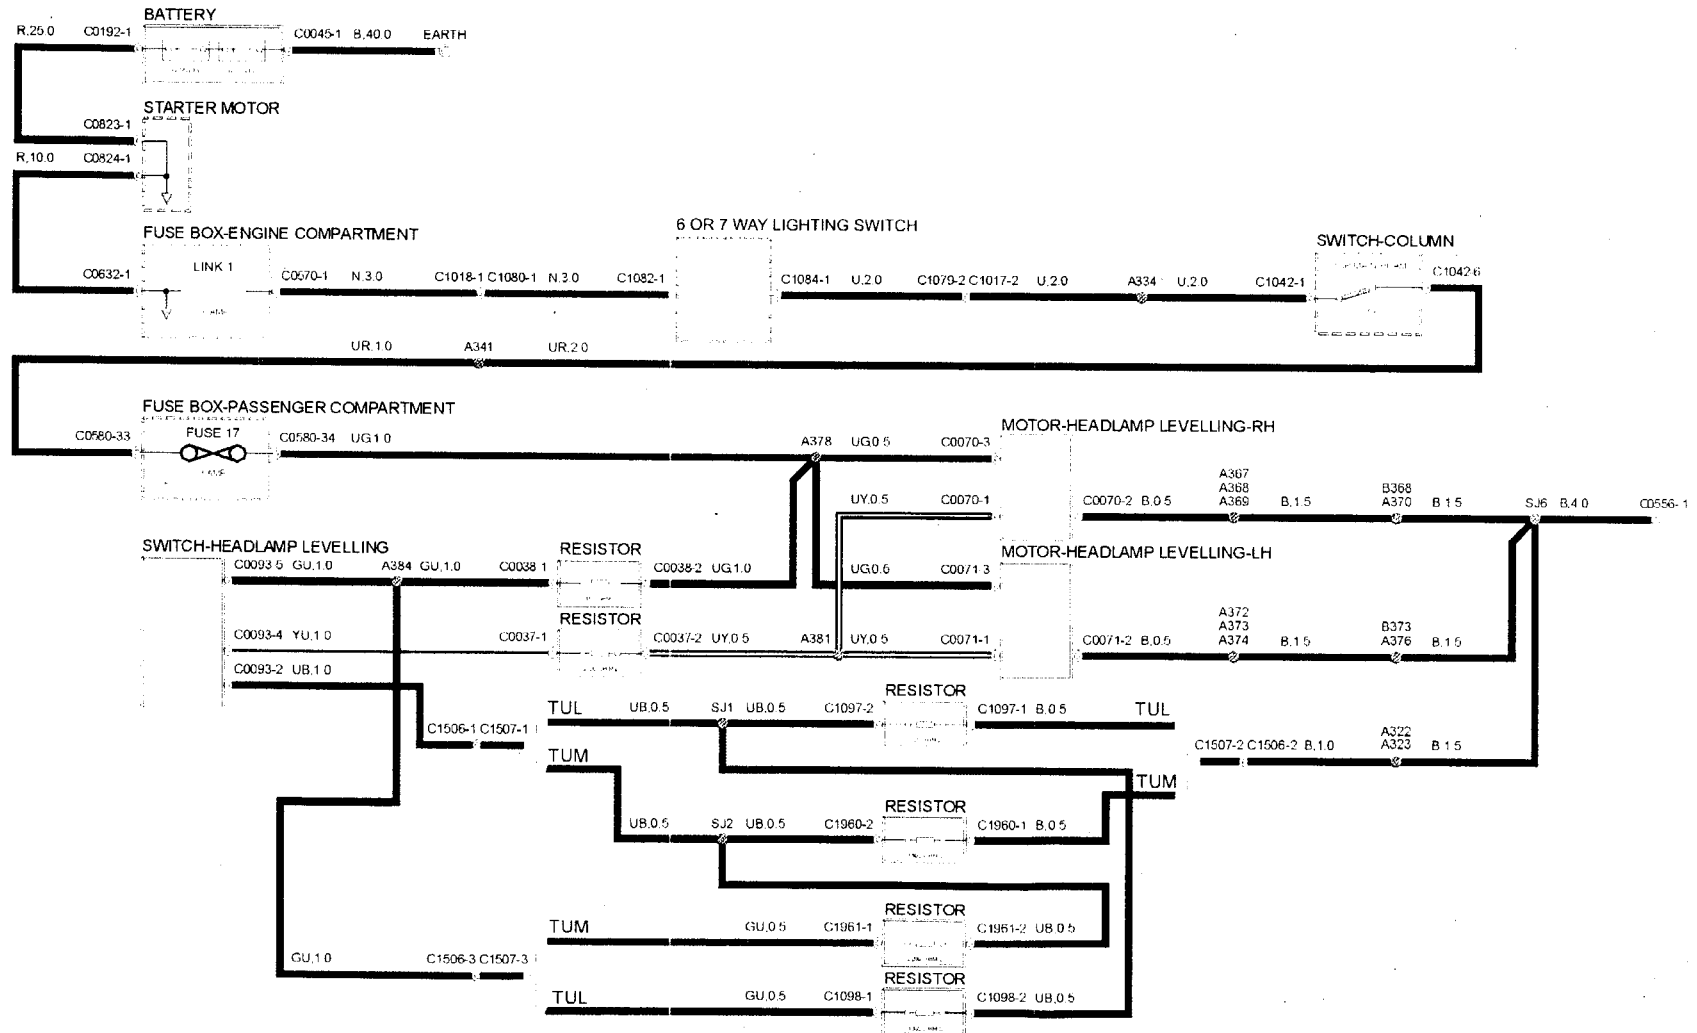 BATTERY
R,25.0 C0192-1 C0045-1 B,40.0 EARTH
STARTER MOTOR
C0823-1
R,10.0 C0824-1
6 OR 7 WAY LIGHTING SWITCH
FUSE BOX-ENGINE COMPARTMENT
SWITCH-COLUMN
LINK 1
C0632-1 C0570-1 N.3.0 C1018-1 C1080-1 N.3.0 C1082-1 C1084-1 U,2.0 C1079-2 C1017-2 U,2.0 A334 U,2.0 C1042-1 C1042-6
UR,1.0 A341 UR,2.0
FUSE BOX-PASSENGER COMPARTMENT
MOTOR-HEADLAMP LEVELLING-RH
FUSE 17
C0580-33 C0580-34 UG1.0 A378 UG0.5 C0070-3
A367
A368 B368
UY,0.5 C0070-1 C0070-2 B,0.5 A369 B,1.5 A370 B,1.5 SJ6 B,4.0 C0556-1
SWITCH-HEADLAMP LEVELLING RESISTOR MOTOR-HEADLAMP LEVELLING-LH
C0093-5 GU,1.0 A384 GU,1.0 C0038-1 C0038-2 UG1.0 UG0.5 C0071-3
RESISTOR
A372
A373 B373
C0093-4 YU,1.0 C0037-1 C0037-2 UY,0.5 A381 UY,0.5 C0071-1 C0071-2 B,0.5 A374 B,1.5 A376 B,1.5
C0093-2 UB,1.0
RESISTOR
TUL UB,0.5 SJ1 UB,0.5 C1097-2 C1097-1 B,0.5 TUL
C1506-1 C1507-1
A322
C1507-2 C1506-2 B,1.0 A323 B,1.5
TUM TUM
RESISTOR
UB,0.5 SJ2 UB,0.5 C1960-2 C1960-1 B,0.5
RESISTOR
TUM GU,0.5 C1961-1 C1961-2 UB,0.5
GU,1.0 C1506-3 C1507-3
RESISTOR
TUL GU,0.5 C1098-1 C1098-2 UB,0.5